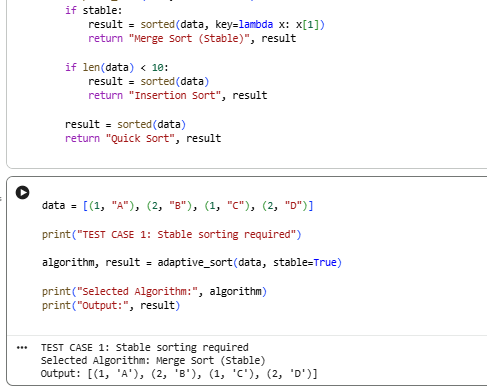 if stable:
result = sorted(data, key=lambda x: x[1])
return "Merge Sort (Stable)", result
if len(data) < 10:
result = sorted(data)
return "Insertion Sort", result
result = sorted(data)
return "Quick Sort", result
data = [(1, "A"), (2, "B"), (1, "C"), (2, "D")]
print("TEST CASE 1: Stable sorting required")
algorithm, result = adaptive_sort(data, stable=True)
print("Selected Algorithm:", algorithm)
print("Output:", result)
TEST CASE 1: Stable sorting required
Selected Algorithm: Merge Sort (Stable)
Output: [(1, 'A'), (2, 'B'), (1, 'C'), (2, 'D')]